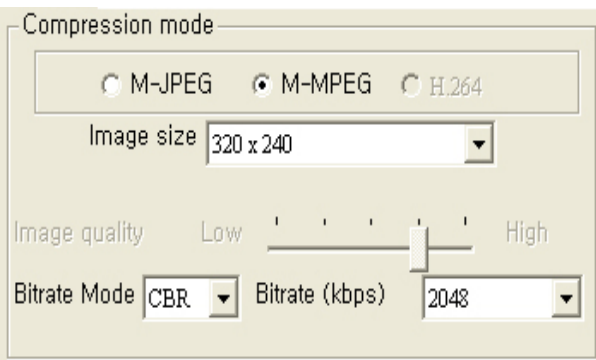 Compression mode
M-JPEG M-MPEG H.264
Image size 320 x 240
Image quality Low High
Bitrate Mode CBR Bitrate (kbps) 2048